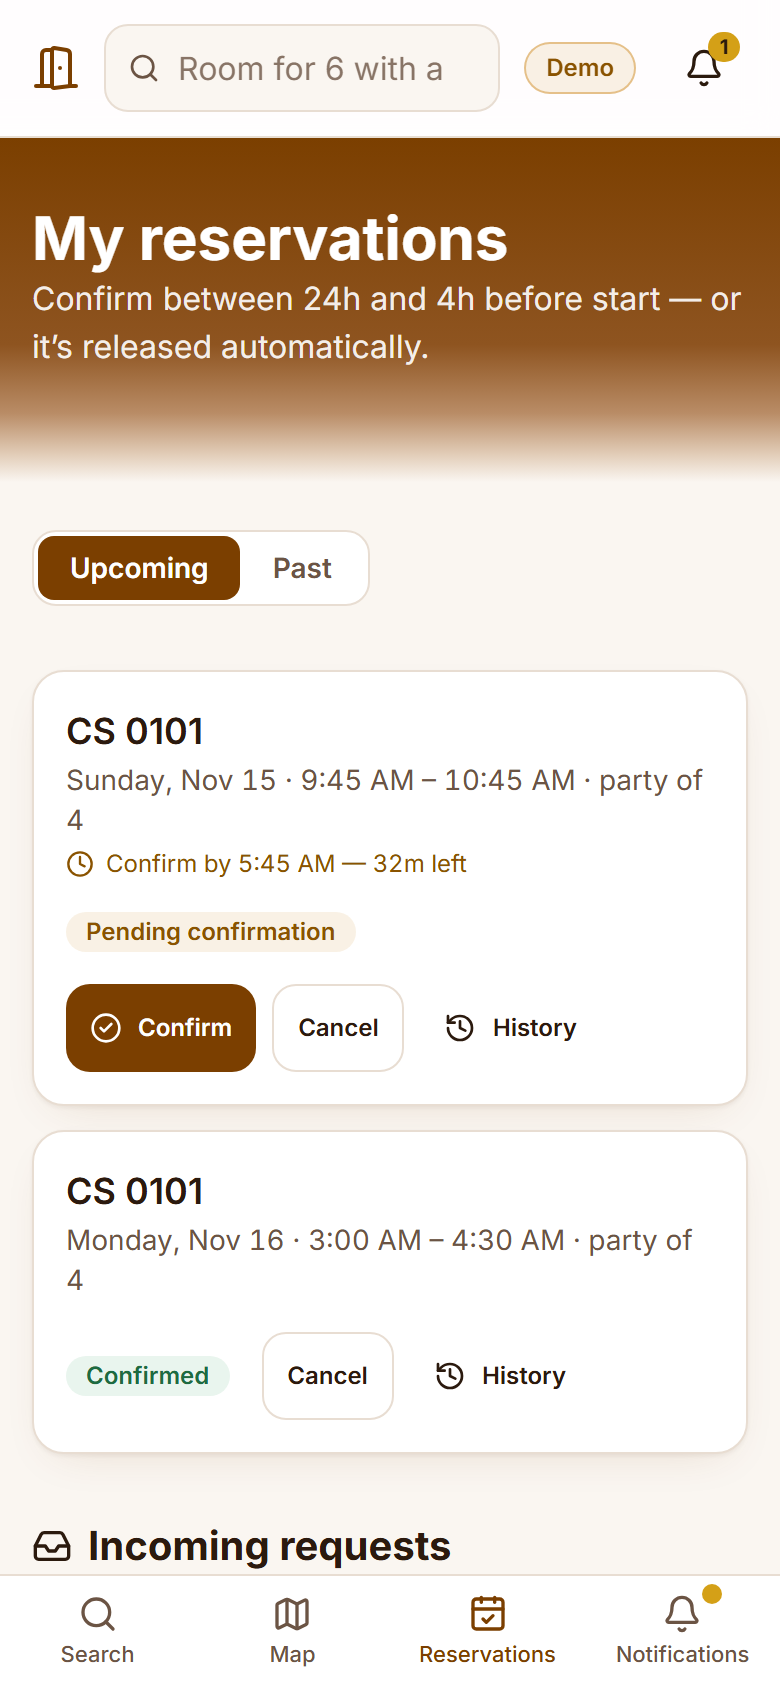 Room for 6 with a
Demo
1
My reservations
Confirm between 24h and 4h before start — or
it’s released automatically.
Upcoming
Past
CS 0101
Sunday, Nov 15 · 9:45 AM – 10:45 AM · party of
4
Confirm by 5:45 AM — 32m left
Pending confirmation
Confirm
Cancel
History
CS 0101
Monday, Nov 16 · 3:00 AM – 4:30 AM · party of
4
Confirmed
Cancel
History
Incoming requests
Search
Map
Reservations
Notifications